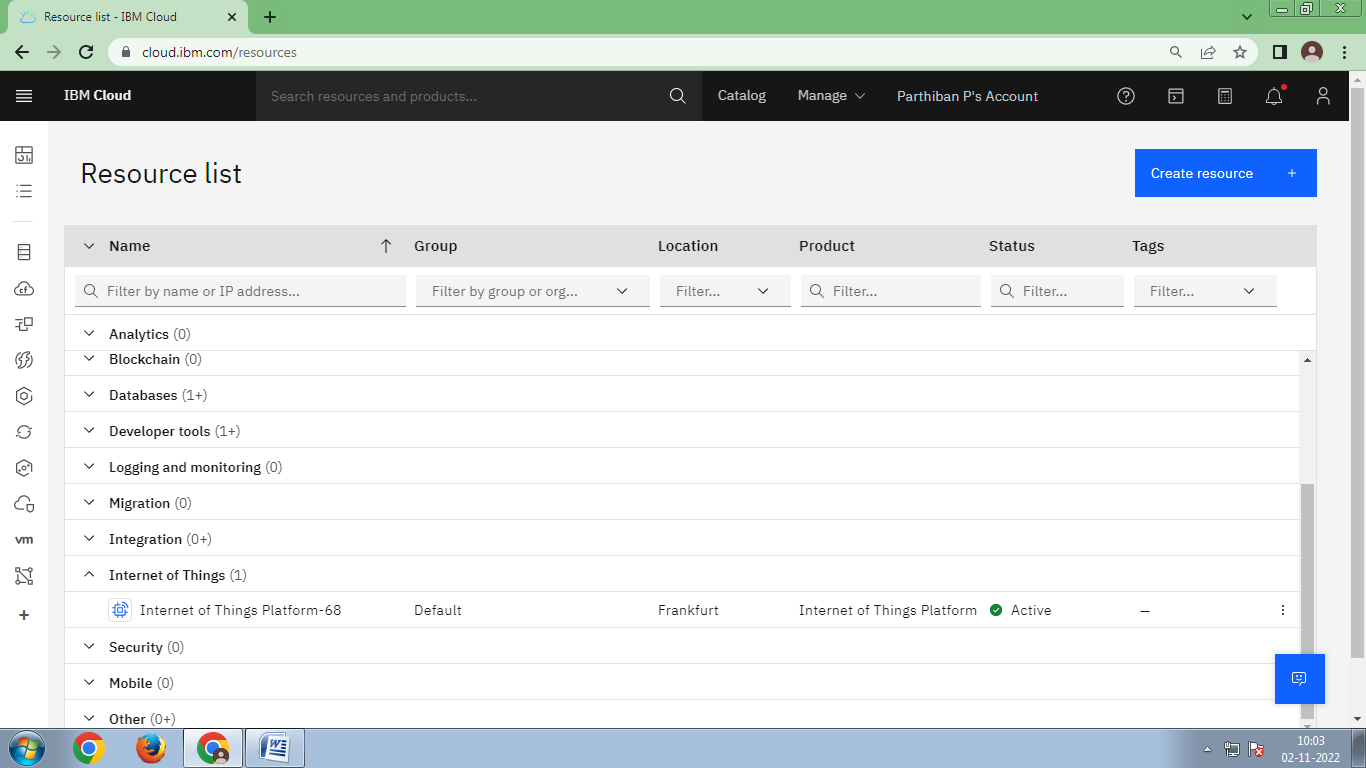 Resource list - IBM Cloud
cloud.ibm.com/resources
IBM Cloud Search resources and products... Catalog Manage Parthiban P's Account
Resource list
Create resource +
Name Group Location Product Status Tags
Filter by name or IP address... Filter by group or org... Filter... Filter... Filter... Filter...
Analytics (0)
Blockchain (0)
Databases (1+)
Developer tools (1+)
Logging and monitoring (0)
Migration (0)
Integration (0+)
Internet of Things (1)
Internet of Things Platform-68 Default Frankfurt Internet of Things Platform Active –
Security (0)
Mobile (0)
Other (0+)
vm
10:03
02-11-2022